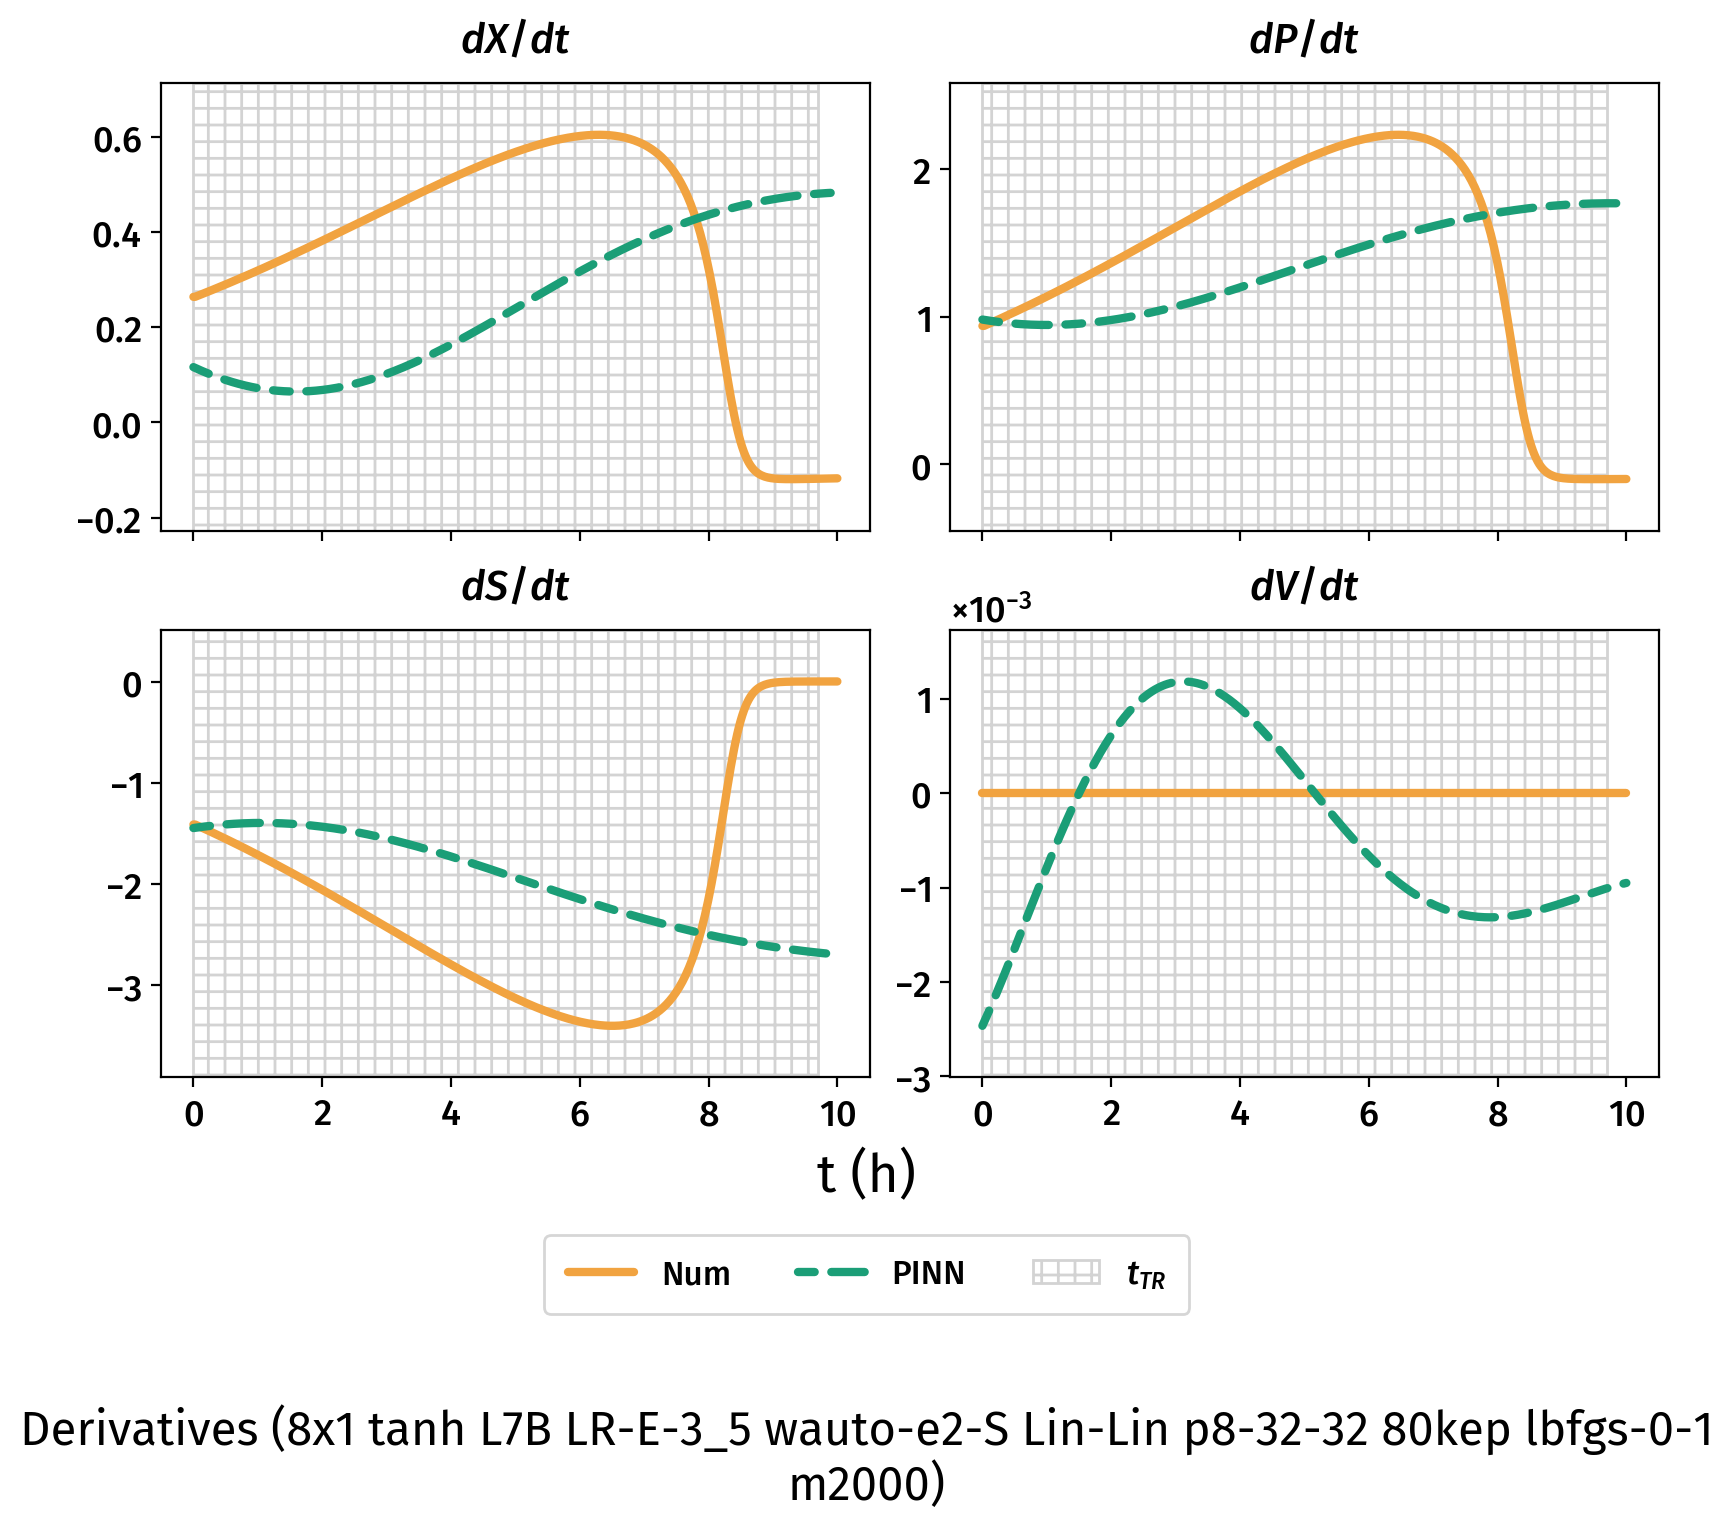 dX/dt
dP/dt
0.6
0.4
0.2
0.0
−0.2
2
1
0
dS/dt
dV/dt
×10⁻³
0
−1
−2
−3
1
0
−1
−2
−3
0 2 4 6 8 10
0 2 4 6 8 10
t (h)
Num PINN t_TR
Derivatives (8x1 tanh L7B LR-E-3_5 wauto-e2-S Lin-Lin p8-32-32 80kep lbfgs-0-1
m2000)